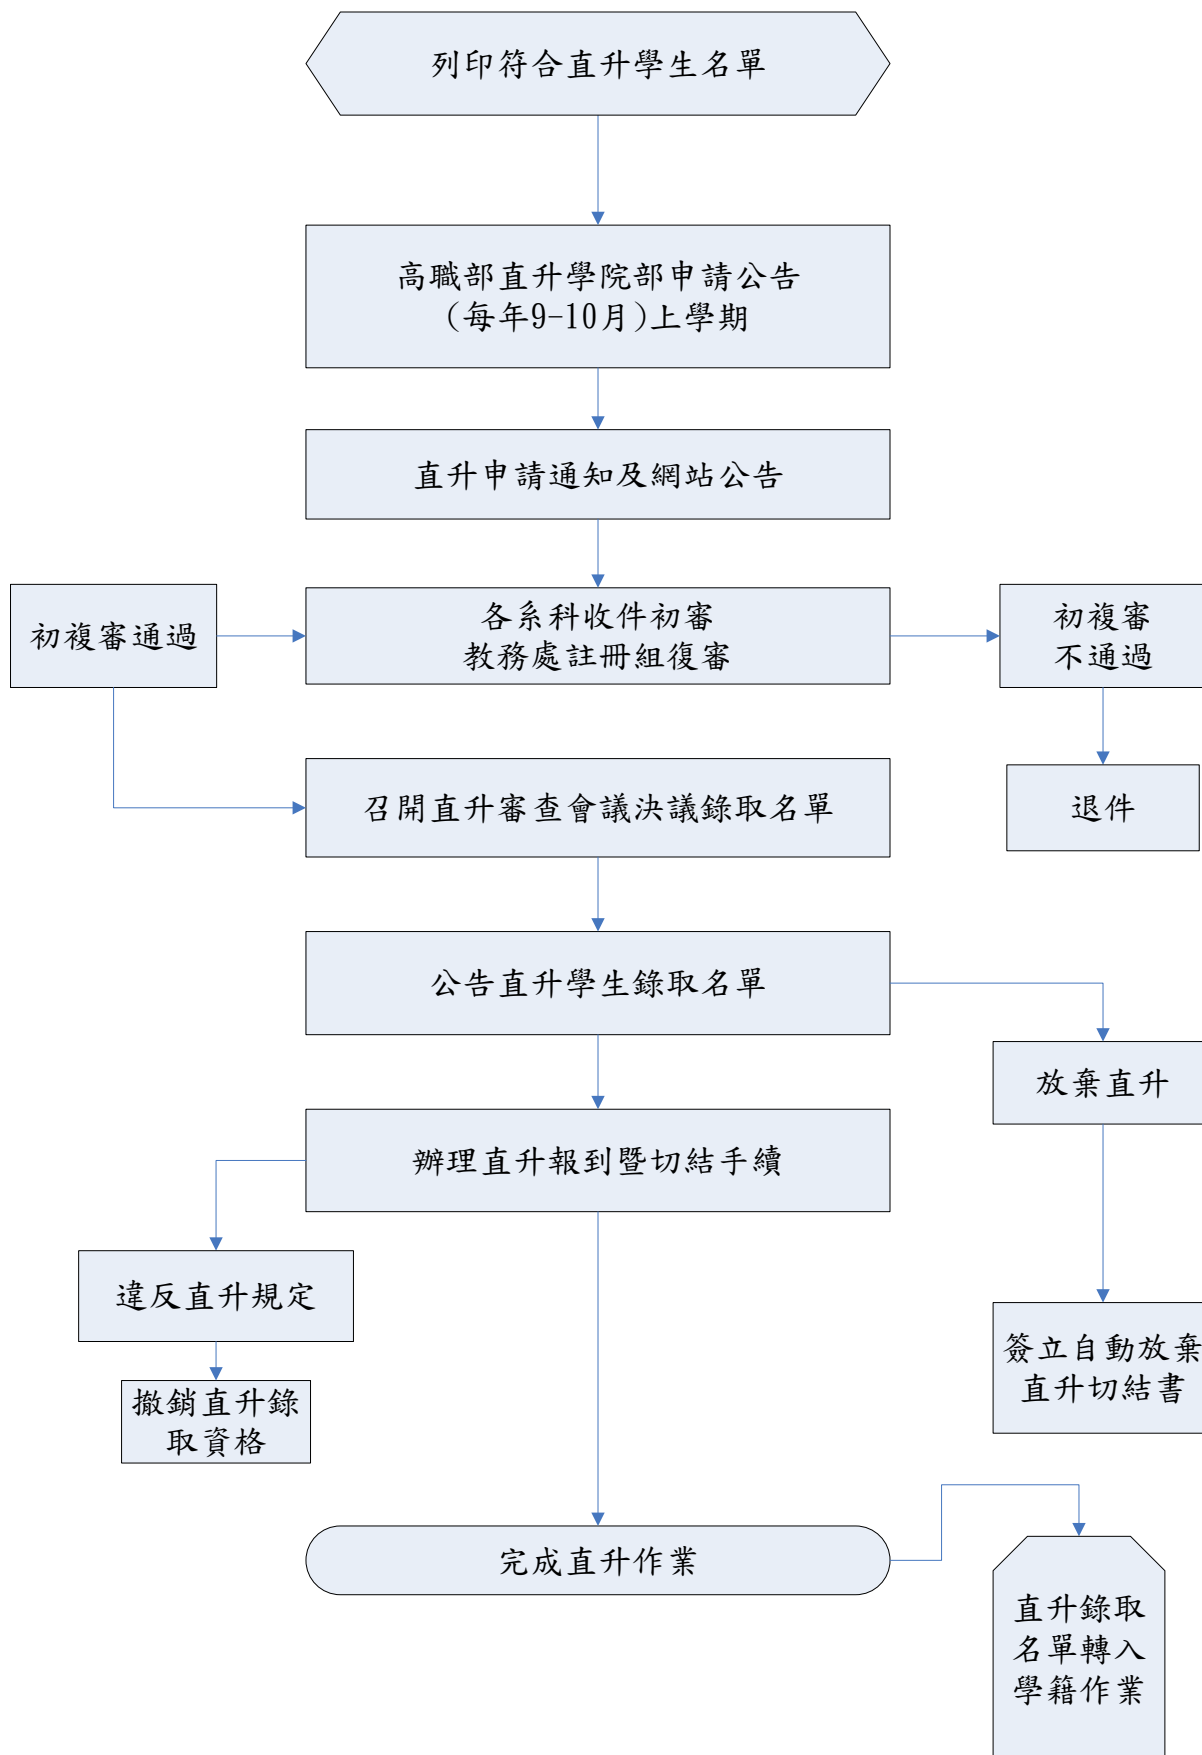 列印符合直升學生名單
高職部直升學院部申請公告
(每年9-10月)上學期
直升申請通知及網站公告
初複審通過
各系科收件初審
教務處註冊組復審
初複審
不通過
召開直升審查會議決議錄取名單
退件
公告直升學生錄取名單
放棄直升
辦理直升報到暨切結手續
違反直升規定
簽立自動放棄
直升切結書
撤銷直升錄
取資格
完成直升作業
直升錄取
名單轉入
學籍作業